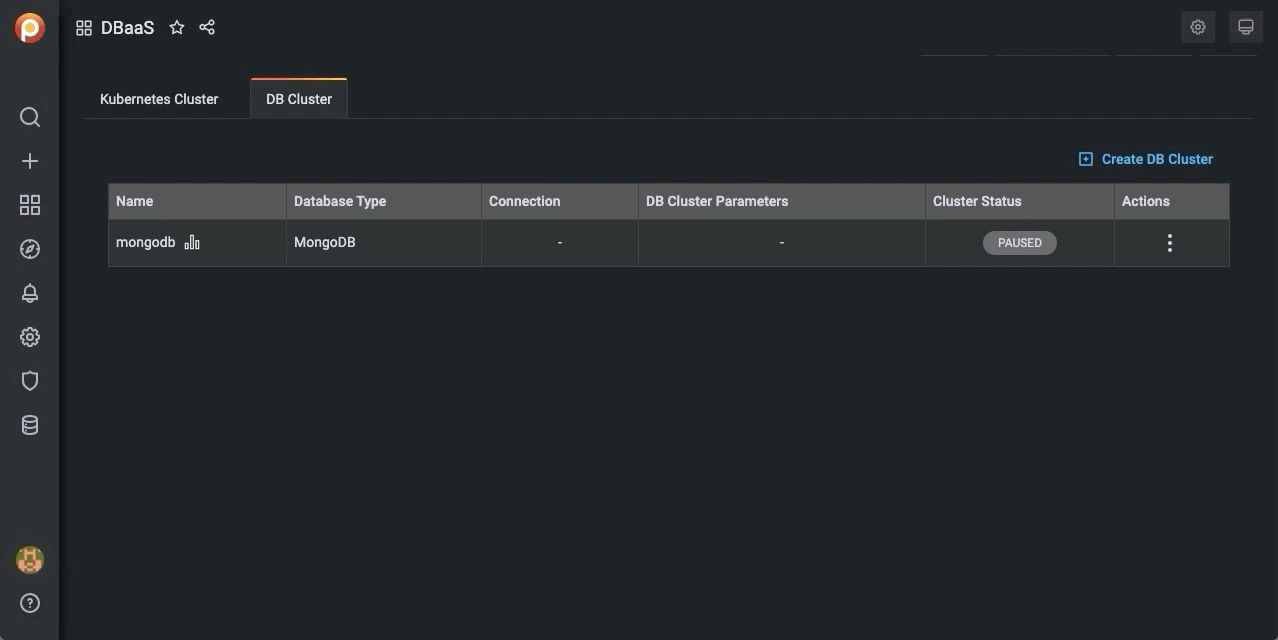 DBaaS
Kubernetes Cluster DB Cluster
Create DB Cluster
Name Database Type Connection DB Cluster Parameters Cluster Status Actions
mongodb MongoDB - - PAUSED